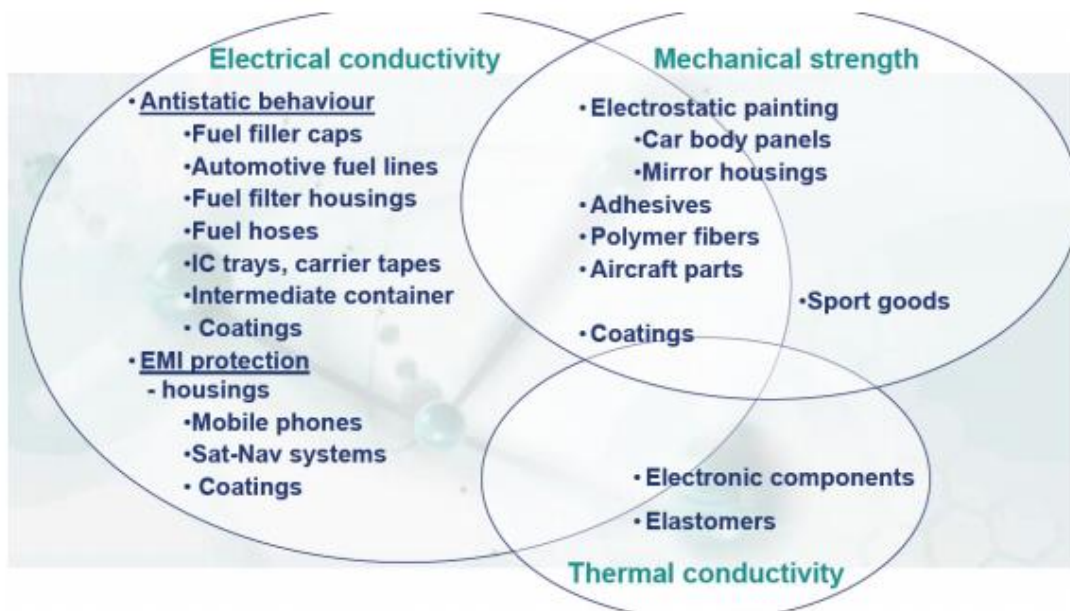 Electrical conductivity
• Antistatic behaviour
•Fuel filler caps
•Automotive fuel lines
•Fuel filter housings
•Fuel hoses
•IC trays, carrier tapes
•Intermediate container
• Coatings
• EMI protection
- housings
•Mobile phones
•Sat-Nav systems
• Coatings
Mechanical strength
•Electrostatic painting
•Car body panels
•Mirror housings
•Adhesives
•Polymer fibers
•Aircraft parts
•Sport goods
•Coatings
•Electronic components
•Elastomers
Thermal conductivity